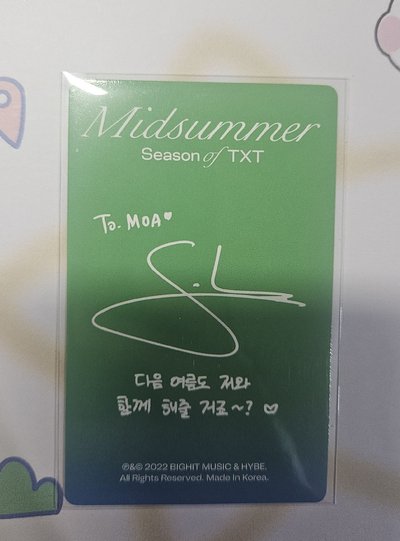 Midsummer
Season of TXT
To. MOA♥
다음 여름도 저와
함께 해줄 거죠~? ♡
℗&© 2022 BIGHIT MUSIC & HYBE.
All Rights Reserved. Made In Korea.